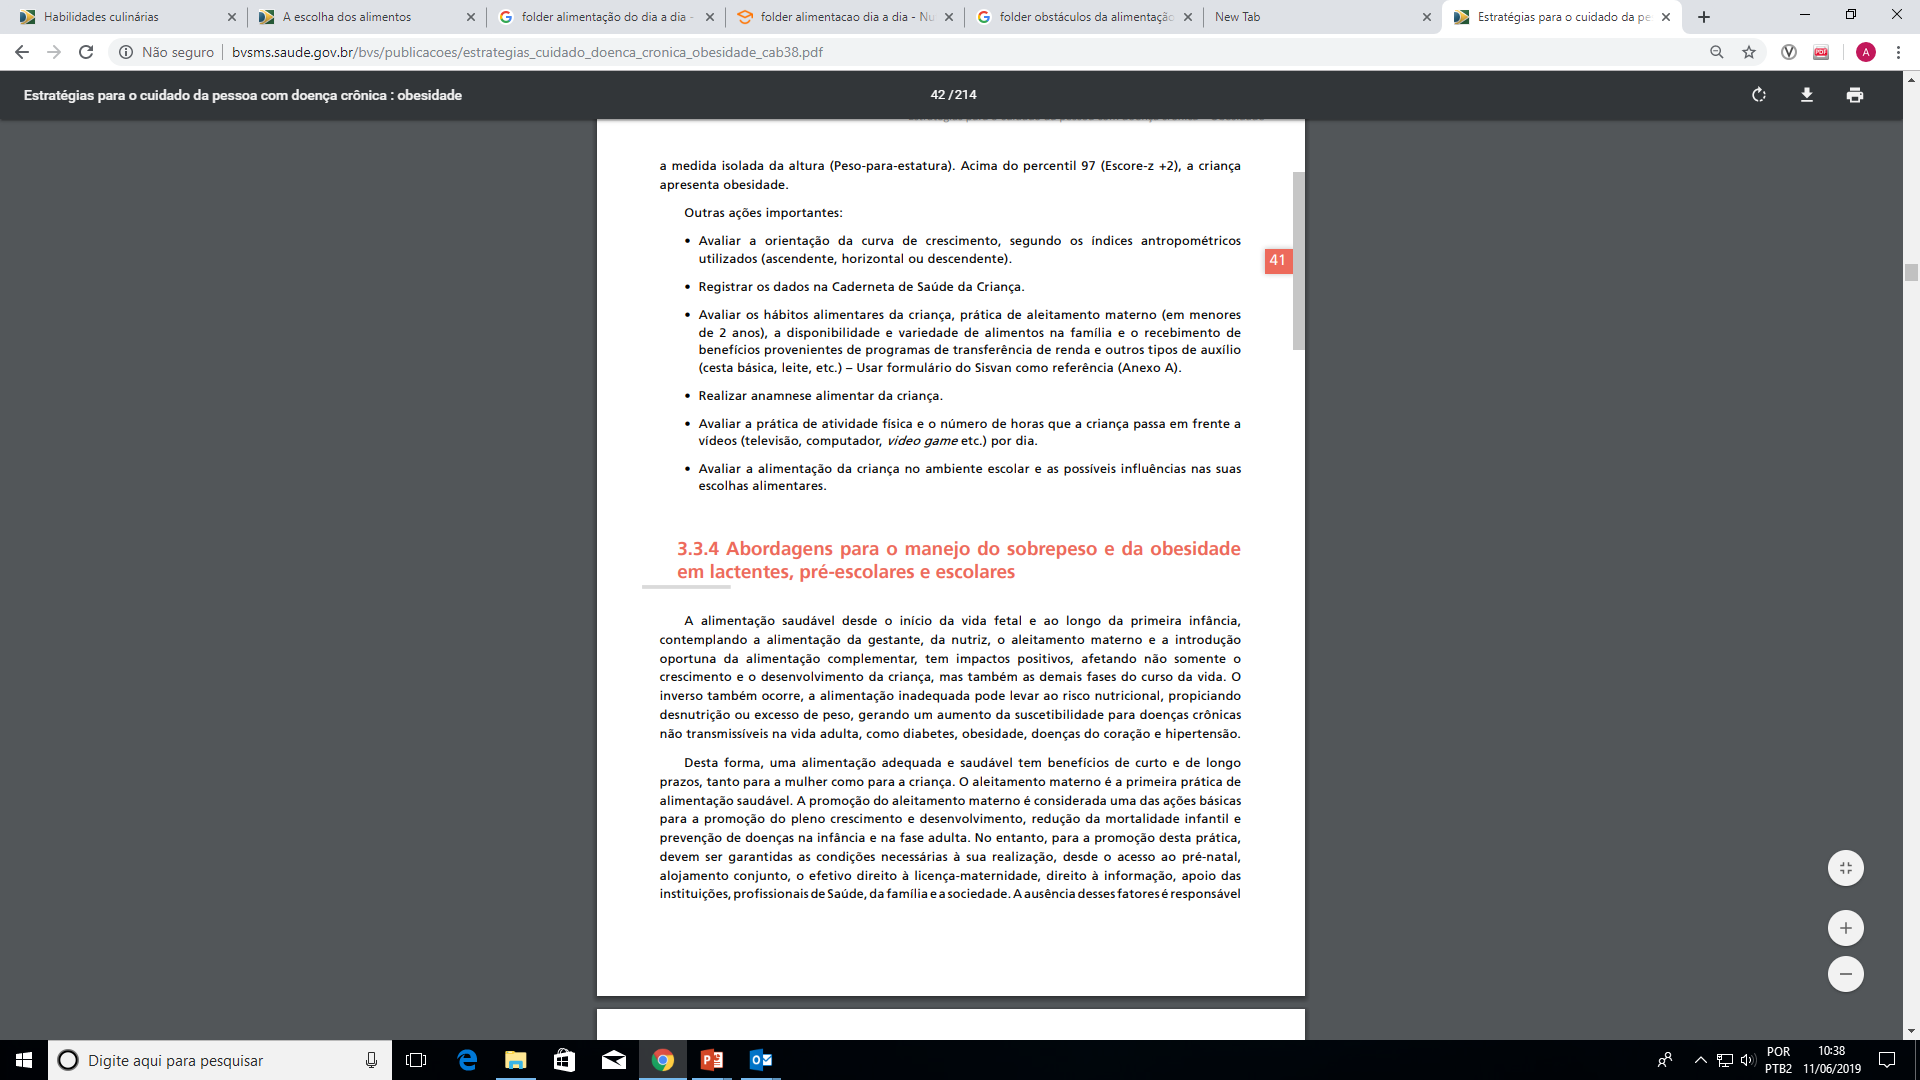 Habilidades culinárias
A escolha dos alimentos
folder alimentação do dia a dia -
folder alimentacao dia a dia - Nu
folder obstáculos da alimentação
New Tab
Estratégias para o cuidado da pe
Não seguro
bvsms.saude.gov.br/bvs/publicacoes/estrategias_cuidado_doenca_cronica_obesidade_cab38.pdf
A
Estratégias para o cuidado da pessoa com doença crônica : obesidade
42 / 214
a medida isolada da altura (Peso-para-estatura). Acima do percentil 97 (Escore-z +2), a criança
apresenta obesidade.
Outras ações importantes:
• Avaliar a orientação da curva de crescimento, segundo os índices antropométricos
utilizados (ascendente, horizontal ou descendente).
41
• Registrar os dados na Caderneta de Saúde da Criança.
• Avaliar os hábitos alimentares da criança, prática de aleitamento materno (em menores
de 2 anos), a disponibilidade e variedade de alimentos na família e o recebimento de
benefícios provenientes de programas de transferência de renda e outros tipos de auxílio
(cesta básica, leite, etc.) – Usar formulário do Sisvan como referência (Anexo A).
• Realizar anamnese alimentar da criança.
• Avaliar a prática de atividade física e o número de horas que a criança passa em frente a
vídeos (televisão, computador, video game etc.) por dia.
• Avaliar a alimentação da criança no ambiente escolar e as possíveis influências nas suas
escolhas alimentares.
3.3.4 Abordagens para o manejo do sobrepeso e da obesidade
em lactentes, pré-escolares e escolares
A alimentação saudável desde o início da vida fetal e ao longo da primeira infância,
contemplando a alimentação da gestante, da nutriz, o aleitamento materno e a introdução
oportuna da alimentação complementar, tem impactos positivos, afetando não somente o
crescimento e o desenvolvimento da criança, mas também as demais fases do curso da vida. O
inverso também ocorre, a alimentação inadequada pode levar ao risco nutricional, propiciando
desnutrição ou excesso de peso, gerando um aumento da suscetibilidade para doenças crônicas
não transmissíveis na vida adulta, como diabetes, obesidade, doenças do coração e hipertensão.
Desta forma, uma alimentação adequada e saudável tem benefícios de curto e de longo
prazos, tanto para a mulher como para a criança. O aleitamento materno é a primeira prática de
alimentação saudável. A promoção do aleitamento materno é considerada uma das ações básicas
para a promoção do pleno crescimento e desenvolvimento, redução da mortalidade infantil e
prevenção de doenças na infância e na fase adulta. No entanto, para a promoção desta prática,
devem ser garantidas as condições necessárias à sua realização, desde o acesso ao pré-natal,
alojamento conjunto, o efetivo direito à licença-maternidade, direito à informação, apoio das
instituições, profissionais de Saúde, da família e a sociedade. A ausência desses fatores é responsável
Digite aqui para pesquisar
POR
PTB2
10:38
11/06/2019